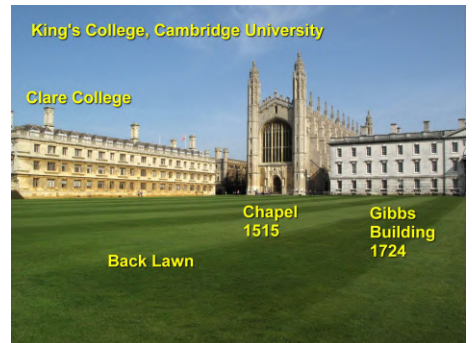 King's College, Cambridge University
Clare College
Chapel
1515
Gibbs
Building
1724
Back Lawn